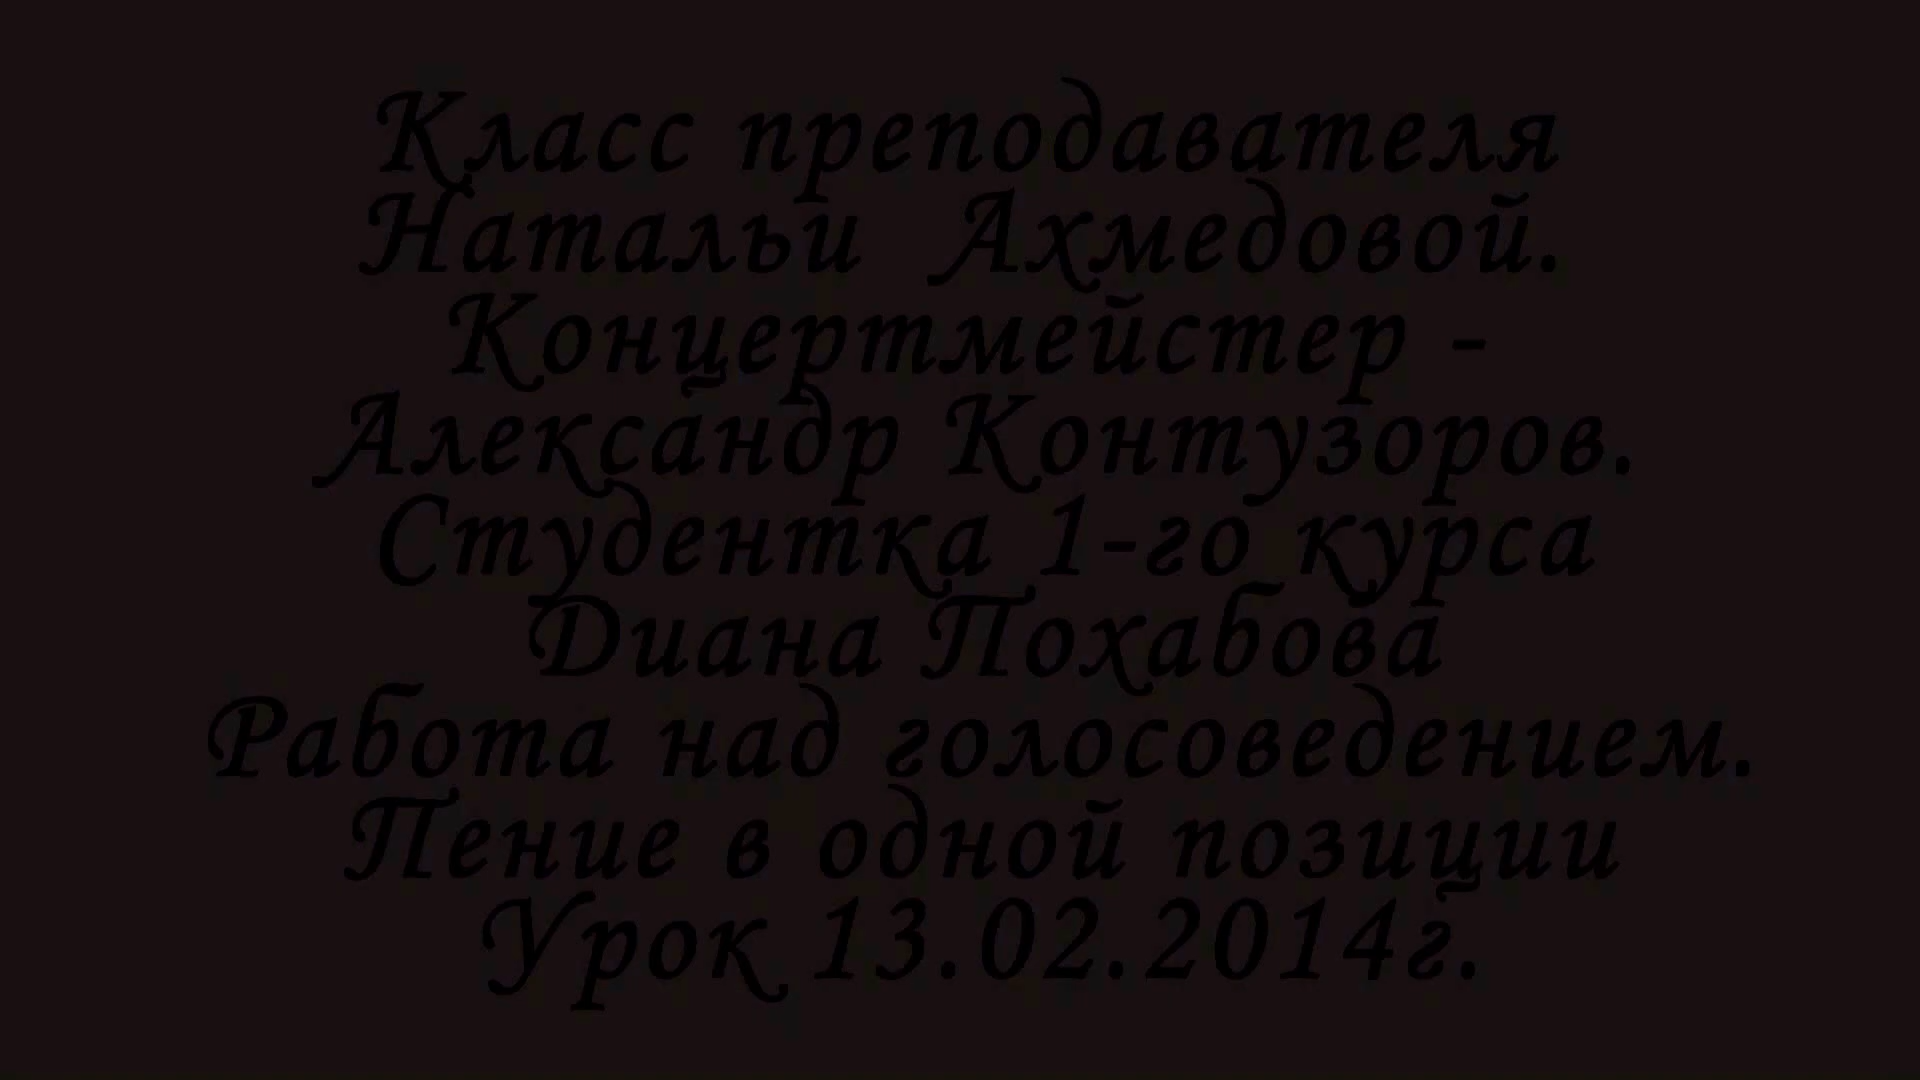 Класс преподавателя
Натальи Ахмедовой.
Концертмейстер -
Александр Контузоров.
Студентка 1-го курса
Диана Похабова
Работа над голосоведением.
Пение в одной позиции
Урок 13.02.2014г.